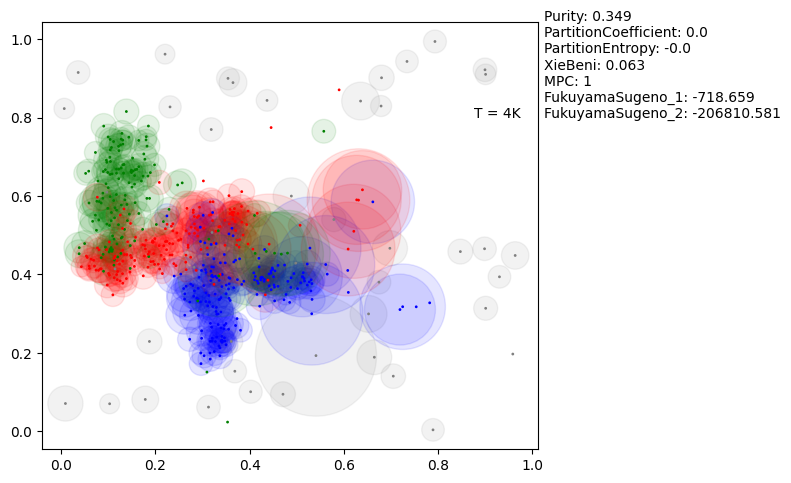 Purity: 0.349
PartitionCoefficient: 0.0
PartitionEntropy: -0.0
XieBeni: 0.063
MPC: 1
FukuyamaSugeno_1: -718.659
FukuyamaSugeno_2: -206810.581
T = 4K
1.0
0.8
0.6
0.4
0.2
0.0
0.0 0.2 0.4 0.6 0.8 1.0